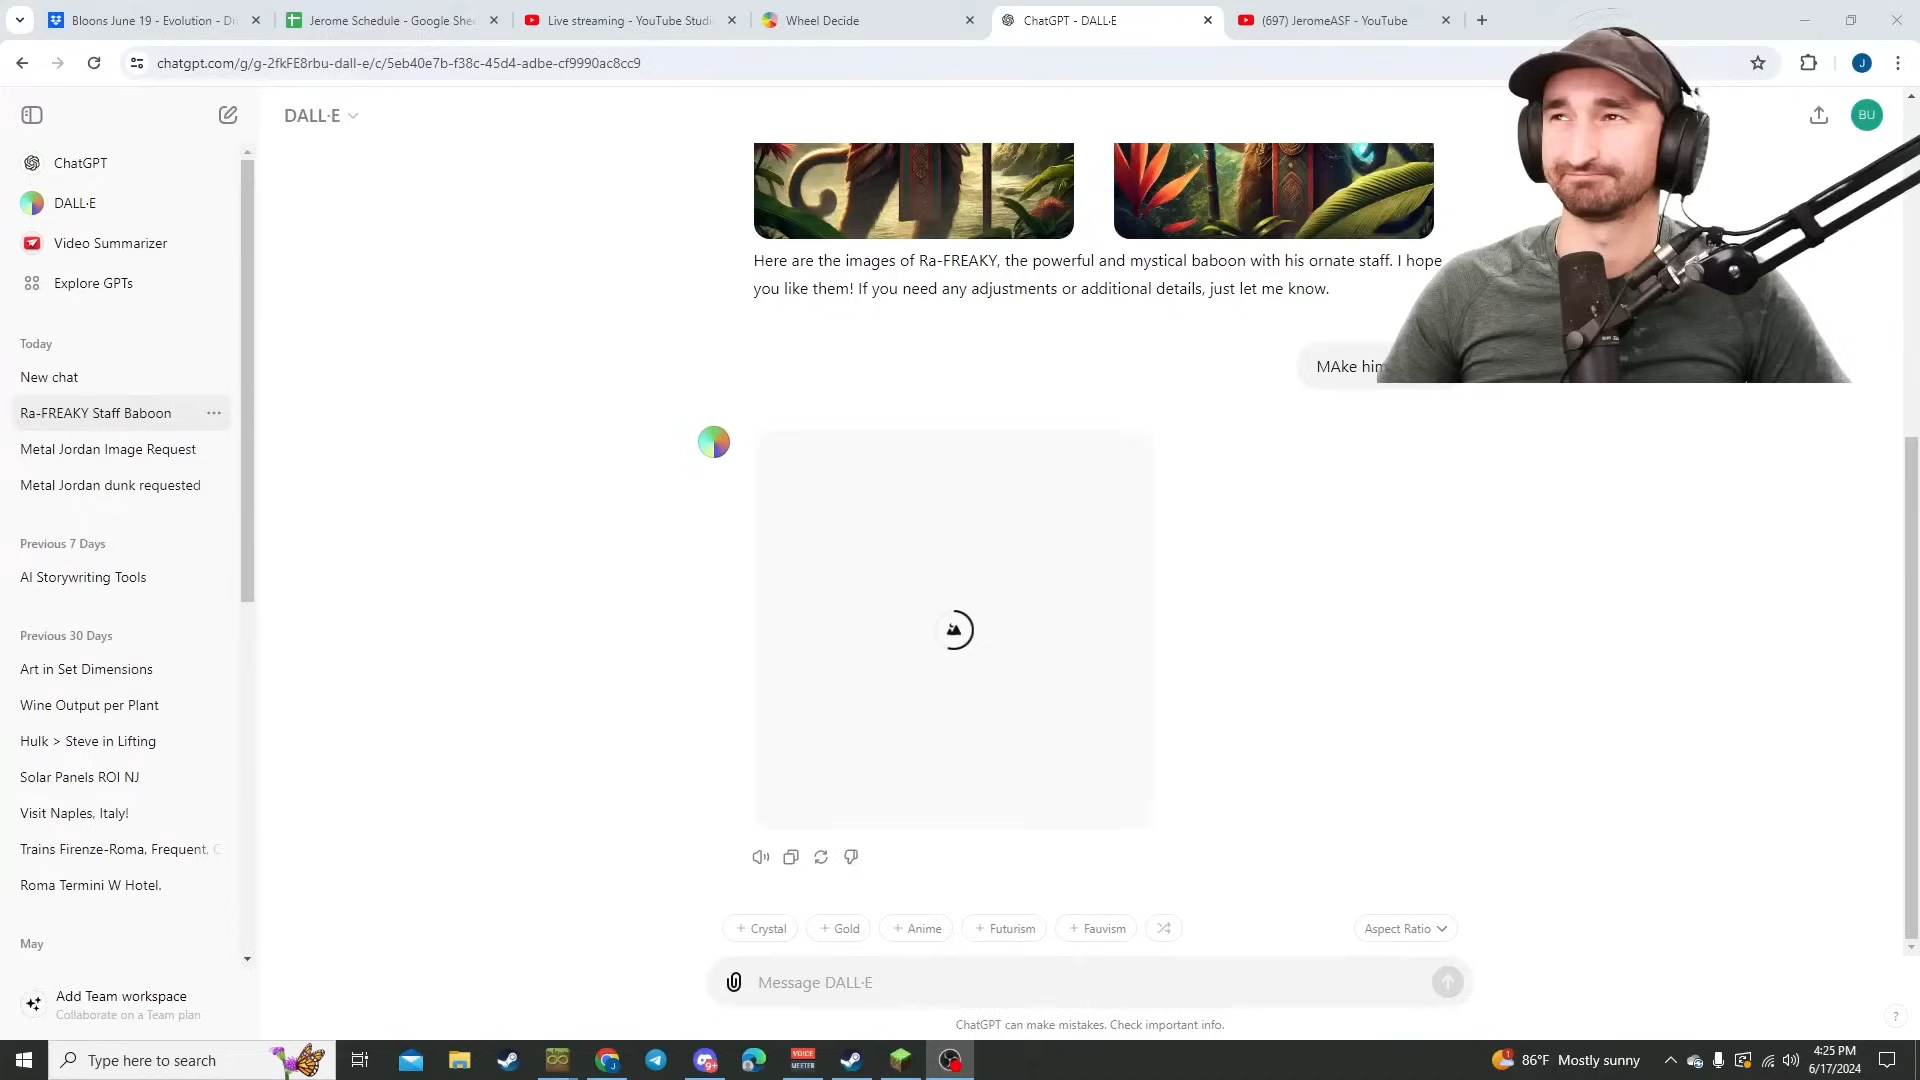 Bloons June 19 - Evolution - Dr
Jerome Schedule - Google She
Live streaming - YouTube Studi
Wheel Decide
ChatGPT - DALL·E
(697) JeromeASF - YouTube
chatgpt.com/g/g-2fkFE8rbu-dall-e/c/5eb40e7b-f38c-45d4-adbe-cf9990ac8cc9
J
DALL·E
BU
ChatGPT
DALL·E
Video Summarizer
Explore GPTs
Today
New chat
Ra-FREAKY Staff Baboon
Metal Jordan Image Request
Metal Jordan dunk requested
Previous 7 Days
AI Storywriting Tools
Previous 30 Days
Art in Set Dimensions
Wine Output per Plant
Hulk > Steve in Lifting
Solar Panels ROI NJ
Visit Naples, Italy!
Trains Firenze-Roma, Frequent, C
Roma Termini W Hotel.
May
Add Team workspace
Collaborate on a Team plan
Here are the images of Ra-FREAKY, the powerful and mystical baboon with his ornate staff. I hope
you like them! If you need any adjustments or additional details, just let me know.
MAke him
Crystal
Gold
Anime
Futurism
Fauvism
Aspect Ratio
Message DALL·E
ChatGPT can make mistakes. Check important info.
?
Type here to search
J
9+
VOICE
MEETER
1
86°F Mostly sunny
4:25 PM
6/17/2024